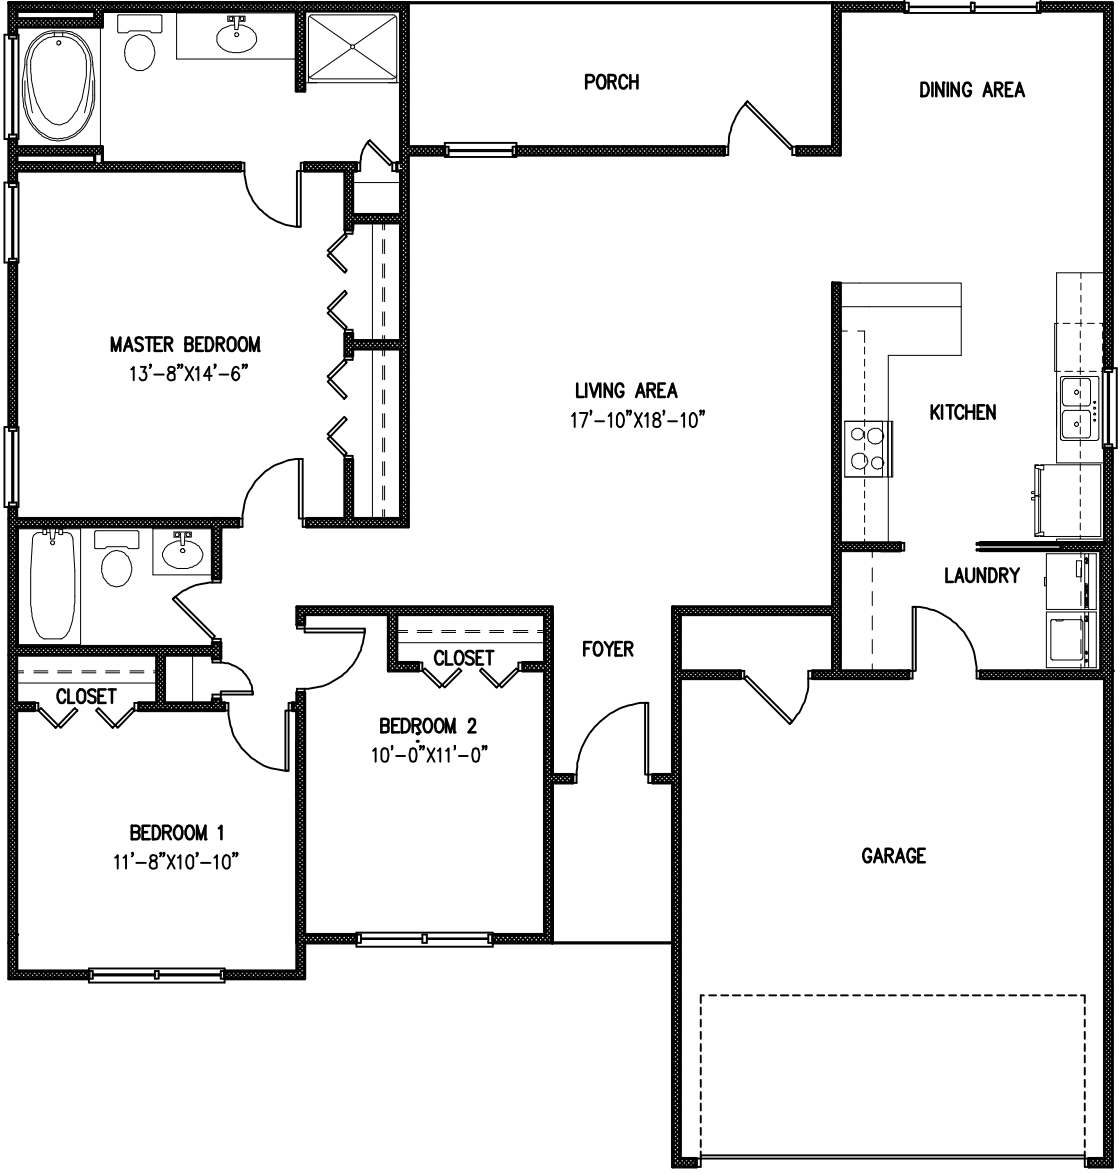 PORCH
DINING AREA
MASTER BEDROOM
13'-8"X14'-6"
LIVING AREA
17'-10"X18'-10"
KITCHEN
LAUNDRY
FOYER
CLOSET
CLOSET
BEDROOM 2
10'-0"X11'-0"
BEDROOM 1
11'-8"X10'-10"
GARAGE